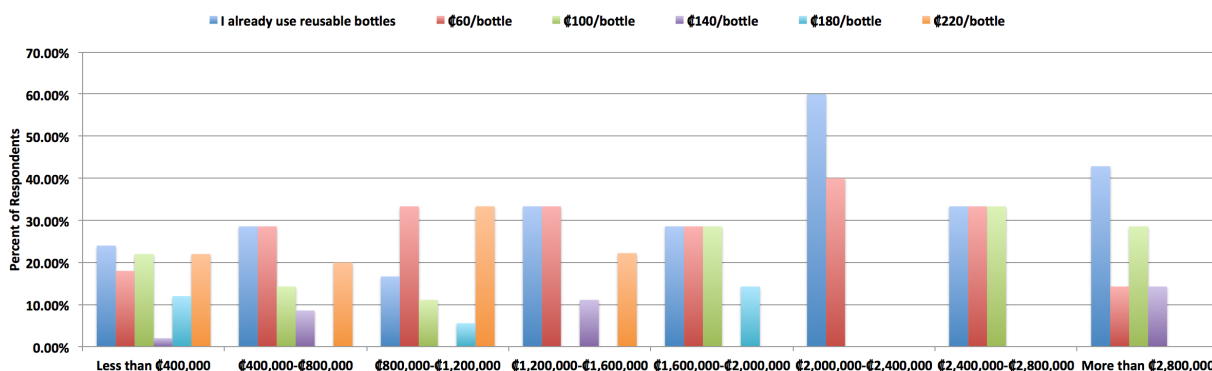 I already use reusable bottles ₡60/bottle ₡100/bottle ₡140/bottle ₡180/bottle ₡220/bottle
70.00%
60.00%
50.00%
40.00%
30.00%
20.00%
10.00%
0.00%
Percent of Respondents
Less than ₡400,000 ₡400,000-₡800,000 ₡800,000-₡1,200,000 ₡1,200,000-₡1,600,000 ₡1,600,000-₡2,000,000 ₡2,000,000-₡2,400,000 ₡2,400,000-₡2,800,000 More than ₡2,800,000